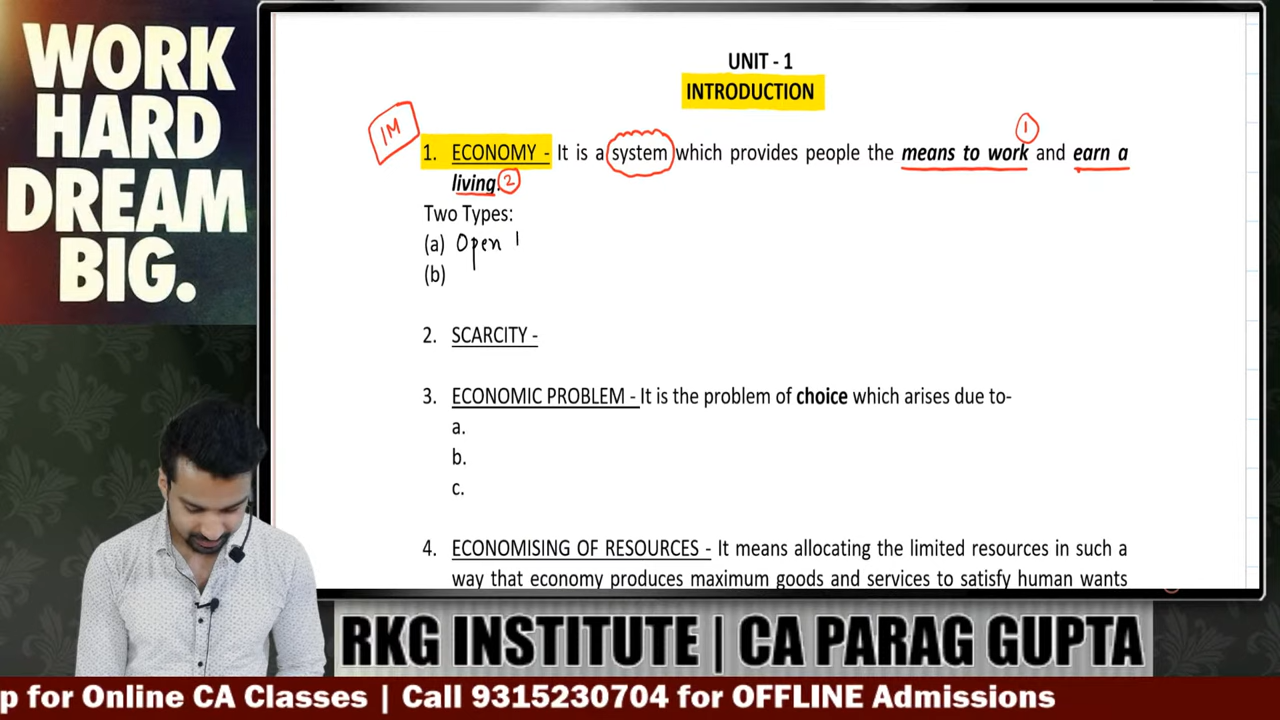 WORK
HARD
DREAM
BIG.
UNIT - 1
INTRODUCTION
1M
1
1. ECONOMY - It is a system which provides people the means to work and earn a
living. 2
Two Types:
(a) Open
(b)
2. SCARCITY -
3. ECONOMIC PROBLEM - It is the problem of choice which arises due to-
a.
b.
c.
4. ECONOMISING OF RESOURCES - It means allocating the limited resources in such a
way that economy produces maximum goods and services to satisfy human wants
RKG INSTITUTE | CA PARAG GUPTA
p for Online CA Classes | Call 9315230704 for OFFLINE Admissions